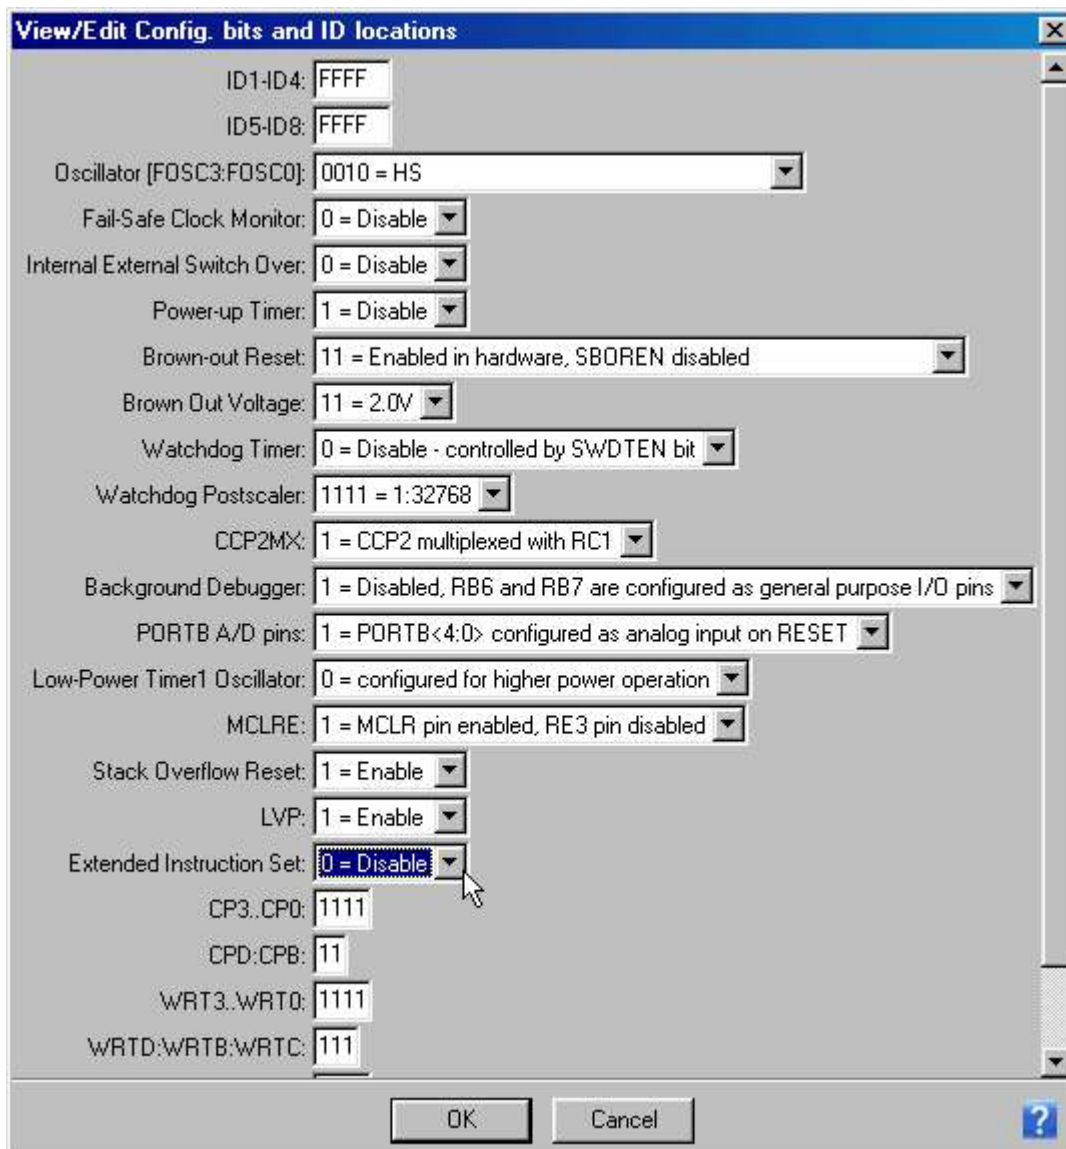 View/Edit Config. bits and ID locations
ID1-ID4: FFFF
ID5-ID8: FFFF
Oscillator [FOSC3:FOSC0]: 0010 = HS
Fail-Safe Clock Monitor: 0 = Disable
Internal External Switch Over: 0 = Disable
Power-up Timer: 1 = Disable
Brown-out Reset: 11 = Enabled in hardware, SBOREN disabled
Brown Out Voltage: 11 = 2.0V
Watchdog Timer: 0 = Disable - controlled by SWDTEN bit
Watchdog Postscaler: 1111 = 1:32768
CCP2MX: 1 = CCP2 multiplexed with RC1
Background Debugger: 1 = Disabled, RB6 and RB7 are configured as general purpose I/O pins
PORTB A/D pins: 1 = PORTB<4:0> configured as analog input on RESET
Low-Power Timer1 Oscillator: 0 = configured for higher power operation
MCLRE: 1 = MCLR pin enabled, RE3 pin disabled
Stack Overflow Reset: 1 = Enable
LVP: 1 = Enable
Extended Instruction Set: 0 = Disable
CP3..CP0: 1111
CPD:CPB: 11
WRT3..WRT0: 1111
WRTD:WRTB:WRTC: 111
OK Cancel ?